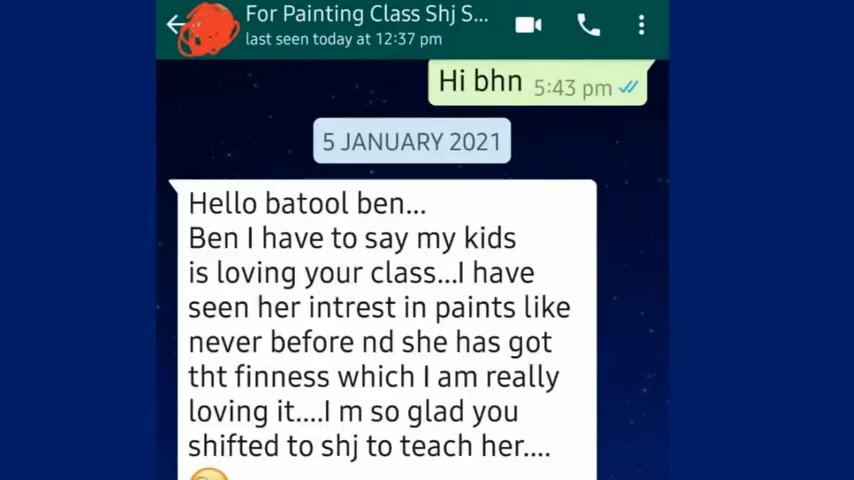 For Painting Class Shj S...
last seen today at 12:37 pm
Hi bhn 5:43 pm
5 JANUARY 2021
Hello batool ben...
Ben I have to say my kids
is loving your class...I have
seen her intrest in paints like
never before nd she has got
tht finness which I am really
loving it....I m so glad you
shifted to shj to teach her....